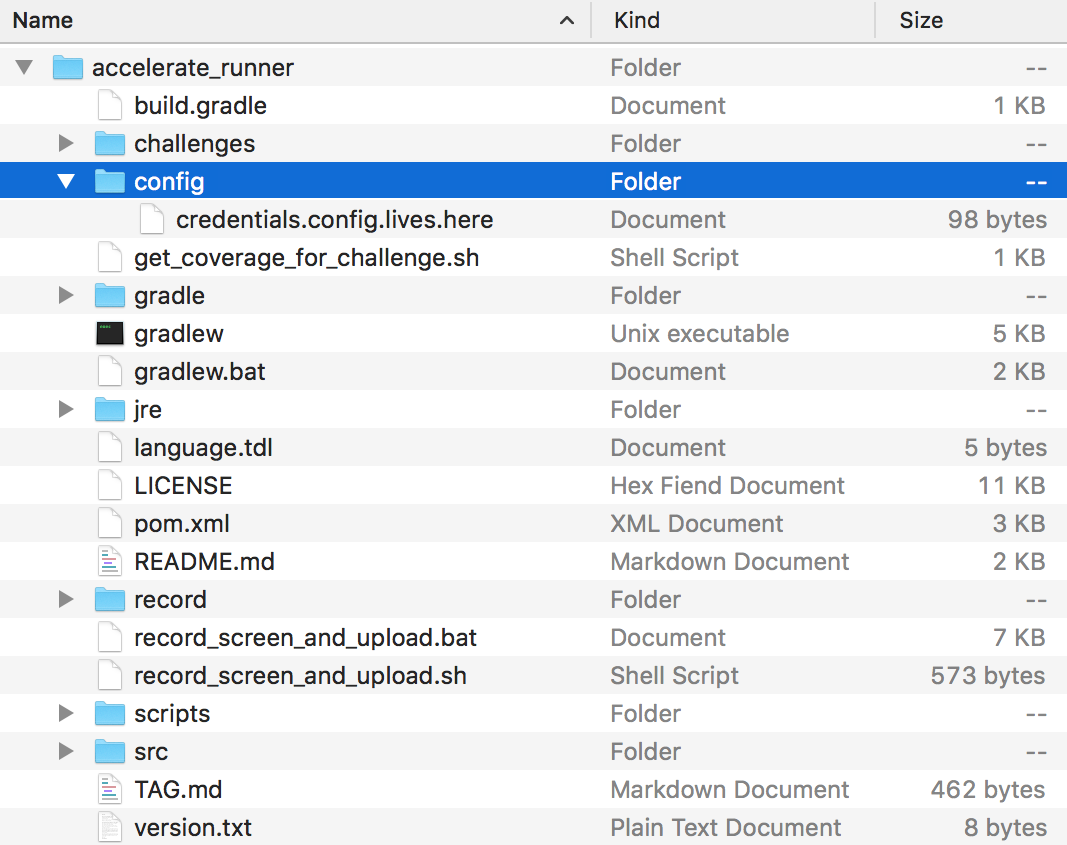 Name Kind Size
accelerate_runner Folder --
build.gradle Document 1 KB
challenges Folder --
config Folder --
credentials.config.lives.here Document 98 bytes
get_coverage_for_challenge.sh Shell Script 1 KB
gradle Folder --
gradlew Unix executable 5 KB
gradlew.bat Document 2 KB
jre Folder --
language.tdl Document 5 bytes
LICENSE Hex Fiend Document 11 KB
pom.xml XML Document 3 KB
README.md Markdown Document 2 KB
record Folder --
record_screen_and_upload.bat Document 7 KB
record_screen_and_upload.sh Shell Script 573 bytes
scripts Folder --
src Folder --
TAG.md Markdown Document 462 bytes
version.txt Plain Text Document 8 bytes